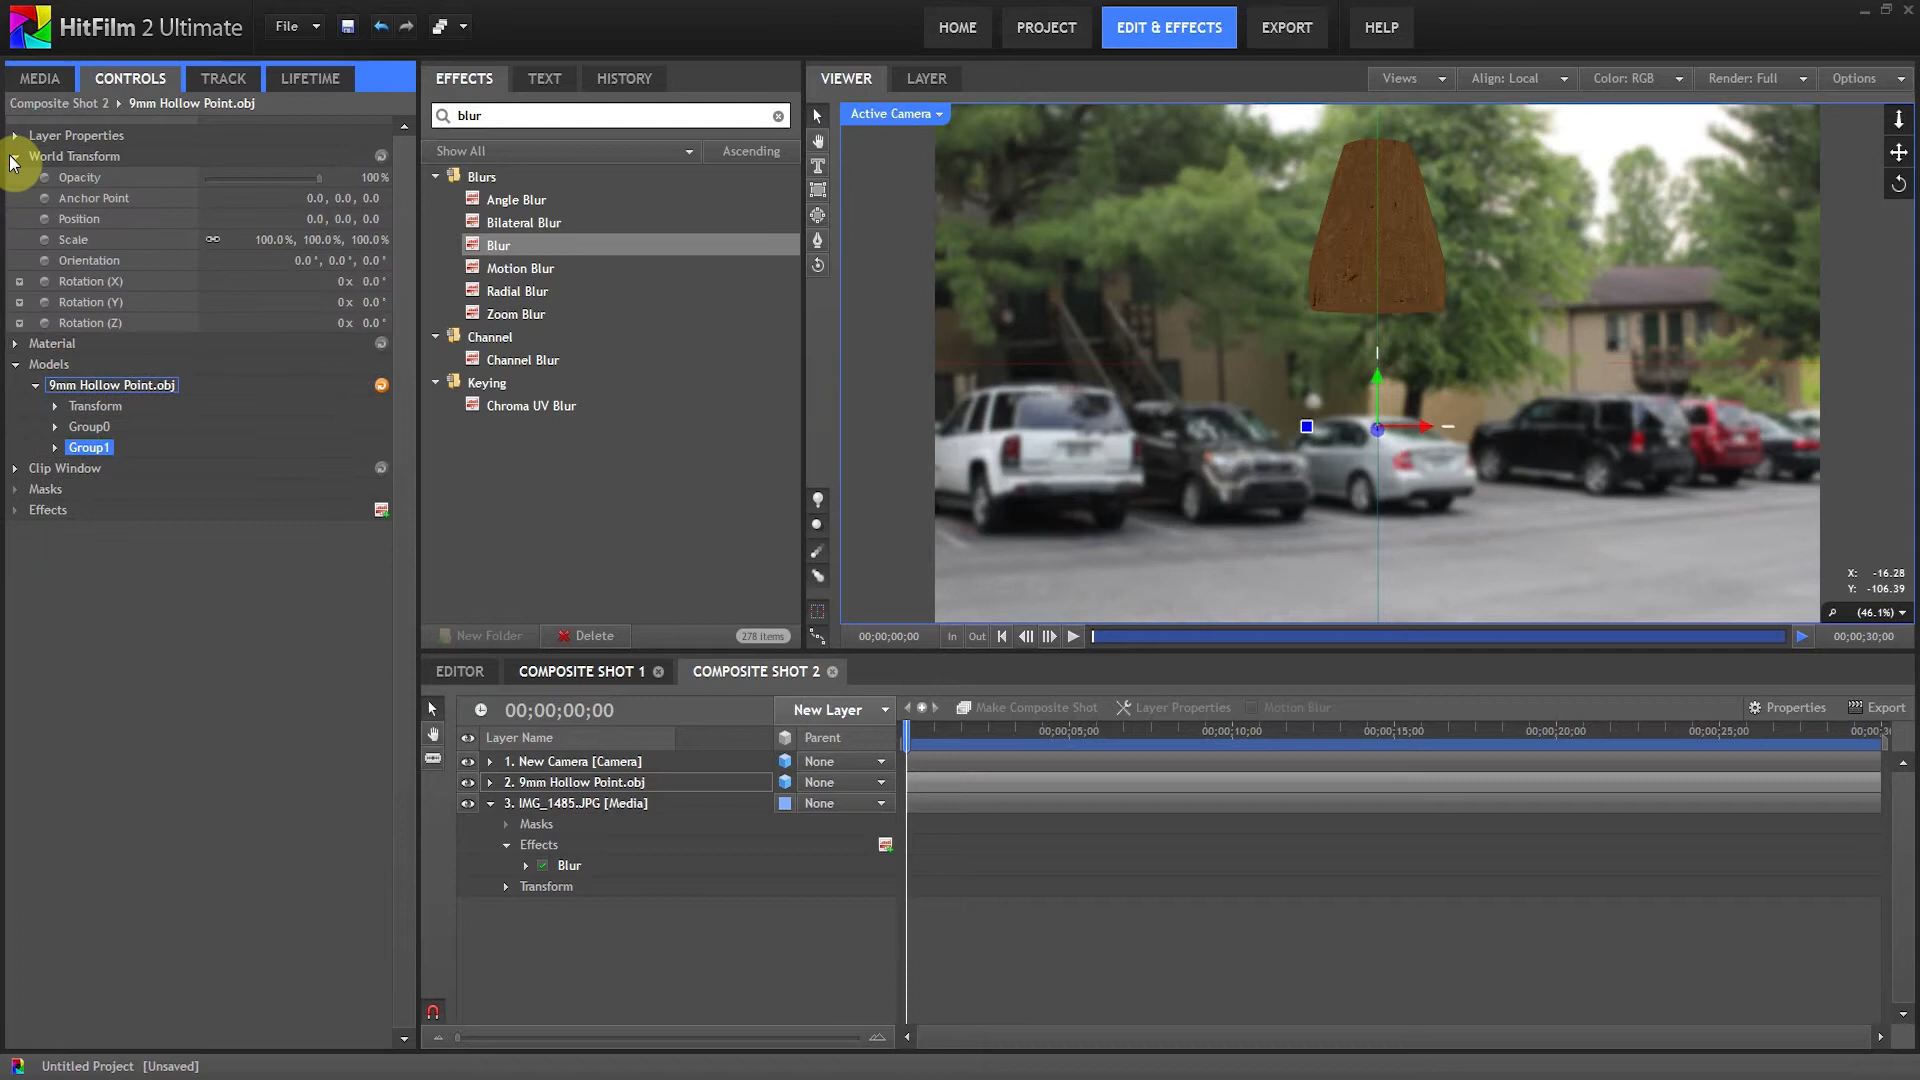 HitFilm 2 Ultimate
File
HOME
PROJECT
EDIT & EFFECTS
EXPORT
HELP
MEDIA
CONTROLS
TRACK
LIFETIME
Composite Shot 2 ▸ 9mm Hollow Point.obj
Layer Properties
World Transform
Opacity 100%
Anchor Point 0.0, 0.0, 0.0
Position 0.0, 0.0, 0.0
Scale 100.0%, 100.0%, 100.0%
Orientation 0.0°, 0.0°, 0.0°
Rotation (X) 0x 0.0°
Rotation (Y) 0x 0.0°
Rotation (Z) 0x 0.0°
Material
Models
9mm Hollow Point.obj
Transform
Group0
Group1
Clip Window
Masks
Effects
EFFECTS
TEXT
HISTORY
blur
Show All
Ascending
Blurs
Angle Blur
Bilateral Blur
Blur
Motion Blur
Radial Blur
Zoom Blur
Channel
Channel Blur
Keying
Chroma UV Blur
New Folder
Delete
278 items
VIEWER
LAYER
Views
Align: Local
Color: RGB
Render: Full
Options
Active Camera
X: -16.28
Y: -106.39
(46.1%)
00;00;00;00
In
Out
00;00;30;00
EDITOR
COMPOSITE SHOT 1
COMPOSITE SHOT 2
00;00;00;00
New Layer
Make Composite Shot
Layer Properties
Motion Blur
Properties
Export
Layer Name
Parent
00;00;05;00
00;00;10;00
00;00;15;00
00;00;20;00
00;00;25;00
1. New Camera [Camera] None
2. 9mm Hollow Point.obj None
3. IMG_1485.JPG [Media] None
Masks
Effects
Blur
Transform
Untitled Project [Unsaved]